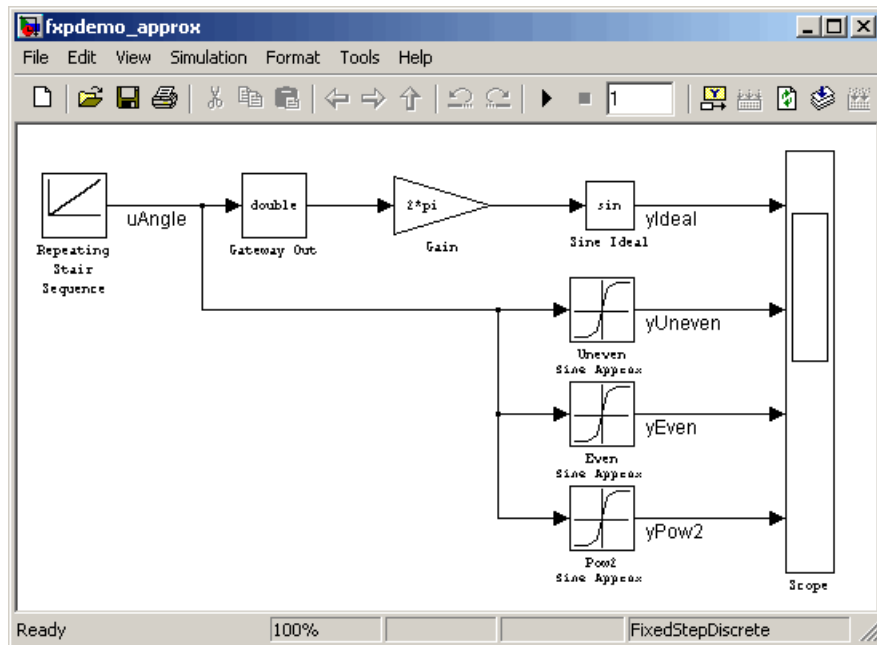 fxpdemo_approx
File Edit View Simulation Format Tools Help
1
double
2*pi
sin
uAngle
yIdeal
Repeating
Stair
Sequence
Gateway Out
Gain
Sine Ideal
yUneven
Uneven
Sine Approx
yEven
Even
Sine Approx
yPow2
Pow2
Sine Approx
Scope
Ready 100% FixedStepDiscrete